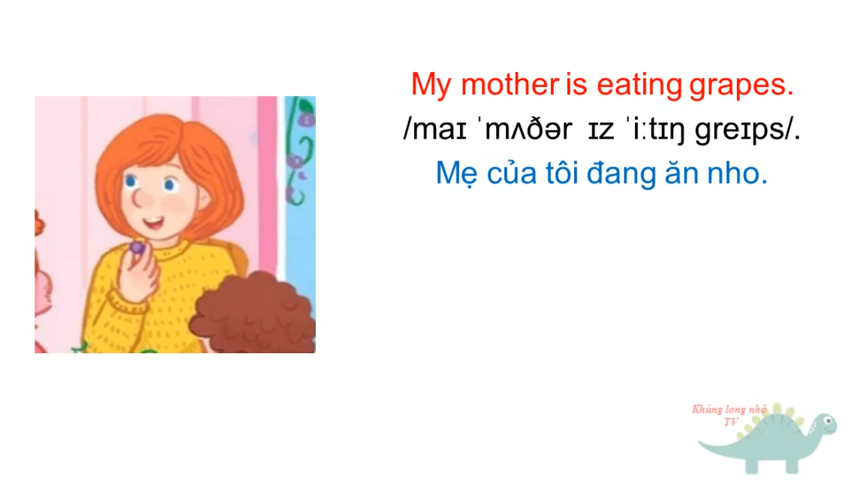 My mother is eating grapes.
/maɪ ˈmʌðər ɪz ˈiːtɪŋ ɡreɪps/.
Mẹ của tôi đang ăn nho.
Khủng long nhỏ
TV